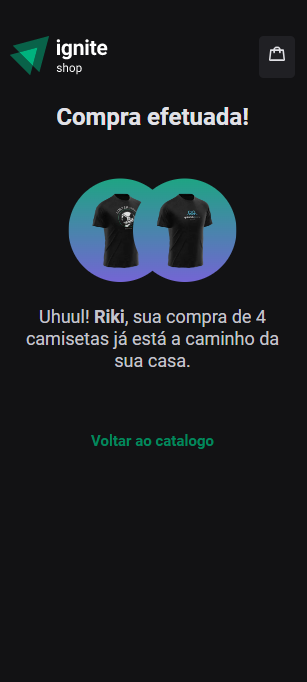 ignite
shop
Compra efetuada!
Uhuul! Riki, sua compra de 4
camisetas já está a caminho da
sua casa.
Voltar ao catalogo